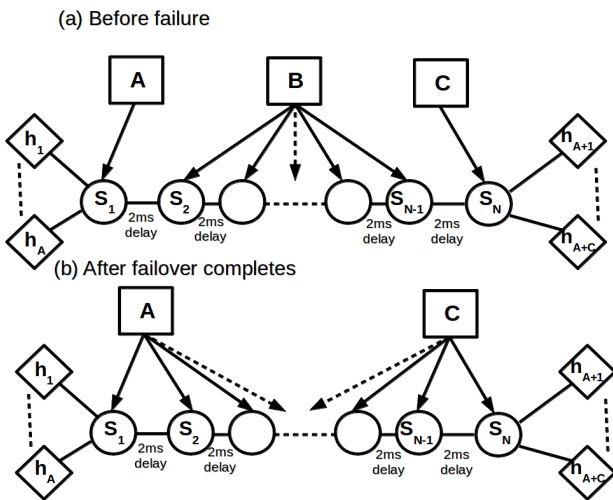 (a) Before failure
A
B
C
h1
hA
S1
S2
SN-1
SN
hA+1
hA+C
2ms
delay
2ms
delay
2ms
delay
2ms
delay
(b) After failover completes
A
C
h1
hA
S1
S2
SN-1
SN
hA+1
hA+C
2ms
delay
2ms
delay
2ms
delay
2ms
delay